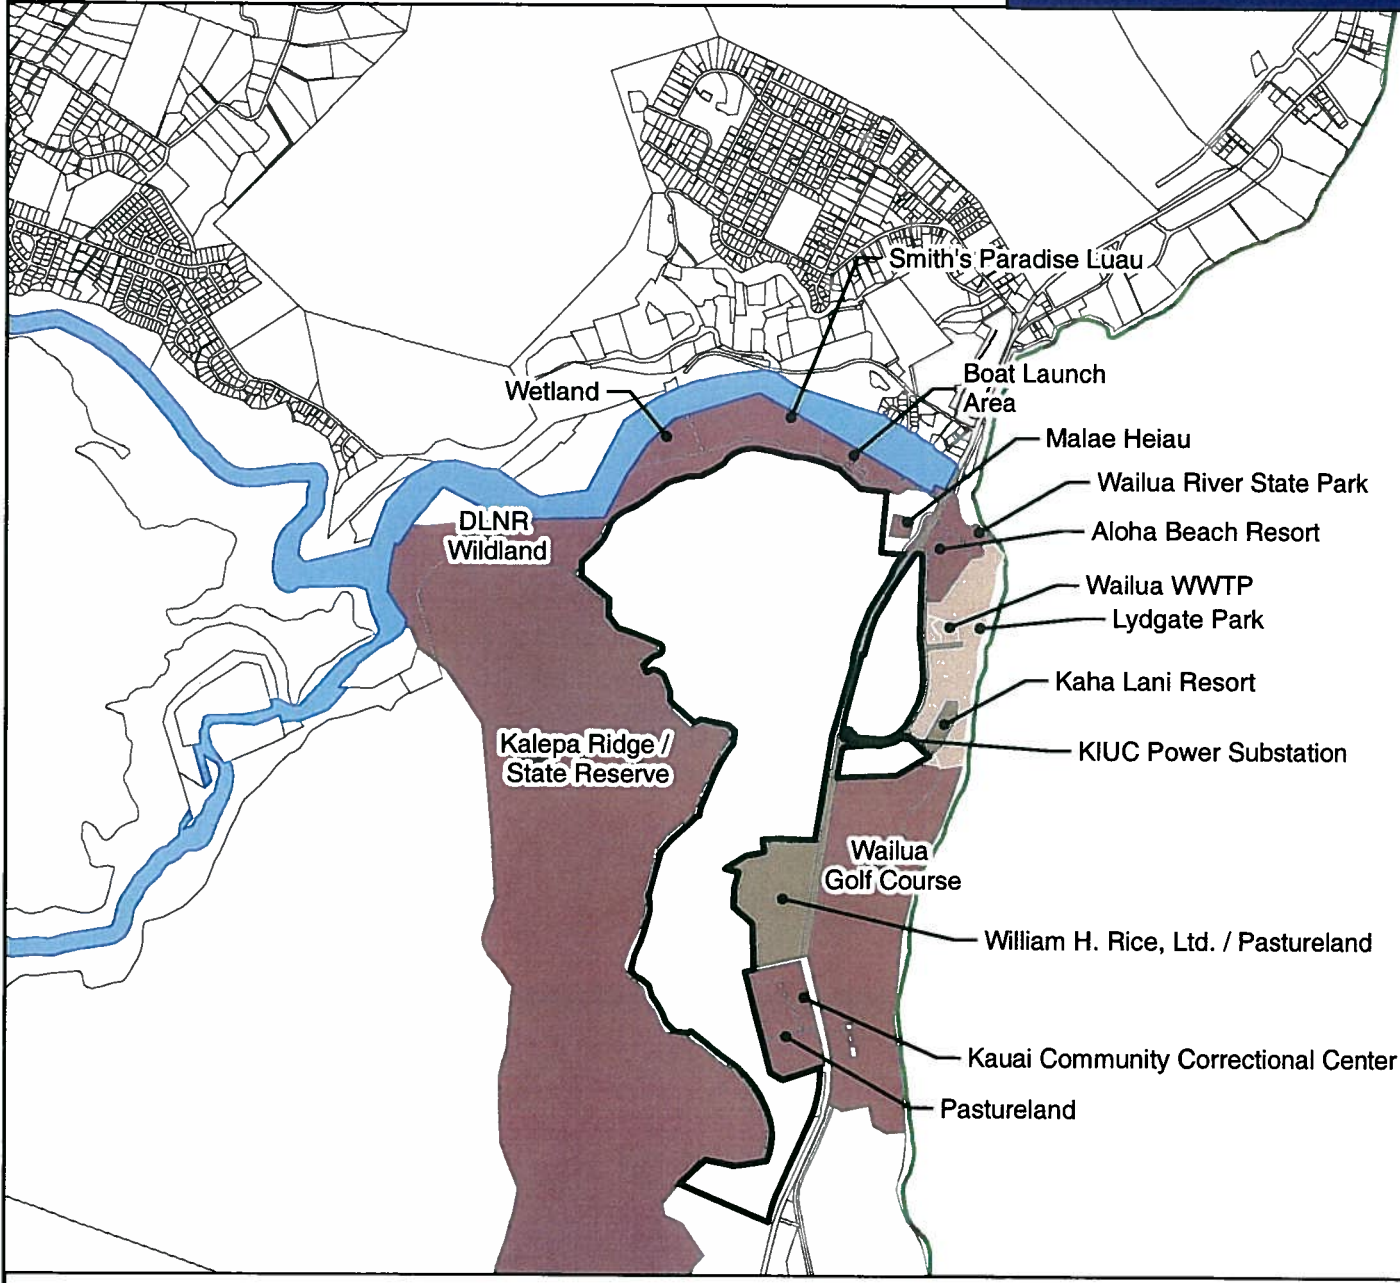 Smith's Paradise Luau
Wetland
Boat Launch
Area
Malae Heiau
Wailua River State Park
DLNR
Wildland
Aloha Beach Resort
Wailua WWTP
Lydgate Park
Kaha Lani Resort
Kalepa Ridge /
State Reserve
KIUC Power Substation
Wailua
Golf Course
William H. Rice, Ltd. / Pastureland
Kauai Community Correctional Center
Pastureland